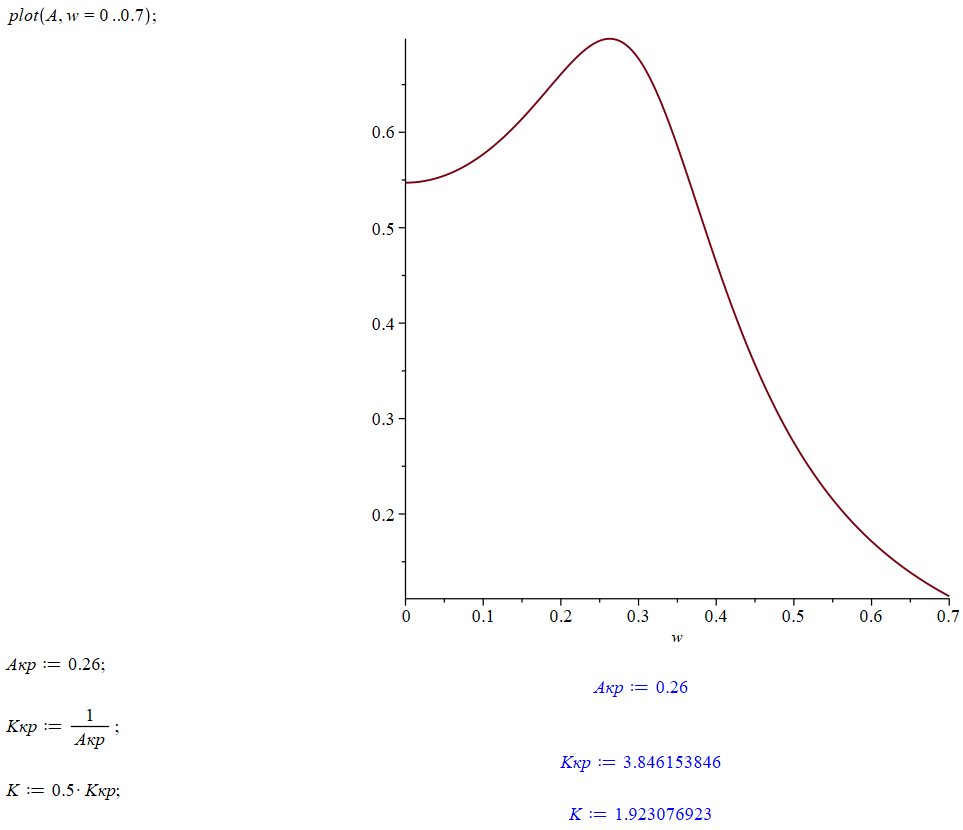 plot(A, w = 0 ..0.7);
0.6
0.5
0.4
0.3
0.2
0 0.1 0.2 0.3 0.4 0.5 0.6 0.7
w
Aкр := 0.26;
Aкр := 0.26
Kкр := 1/Aкр ;
Kкр := 3.846153846
K := 0.5· Kкр;
K := 1.923076923